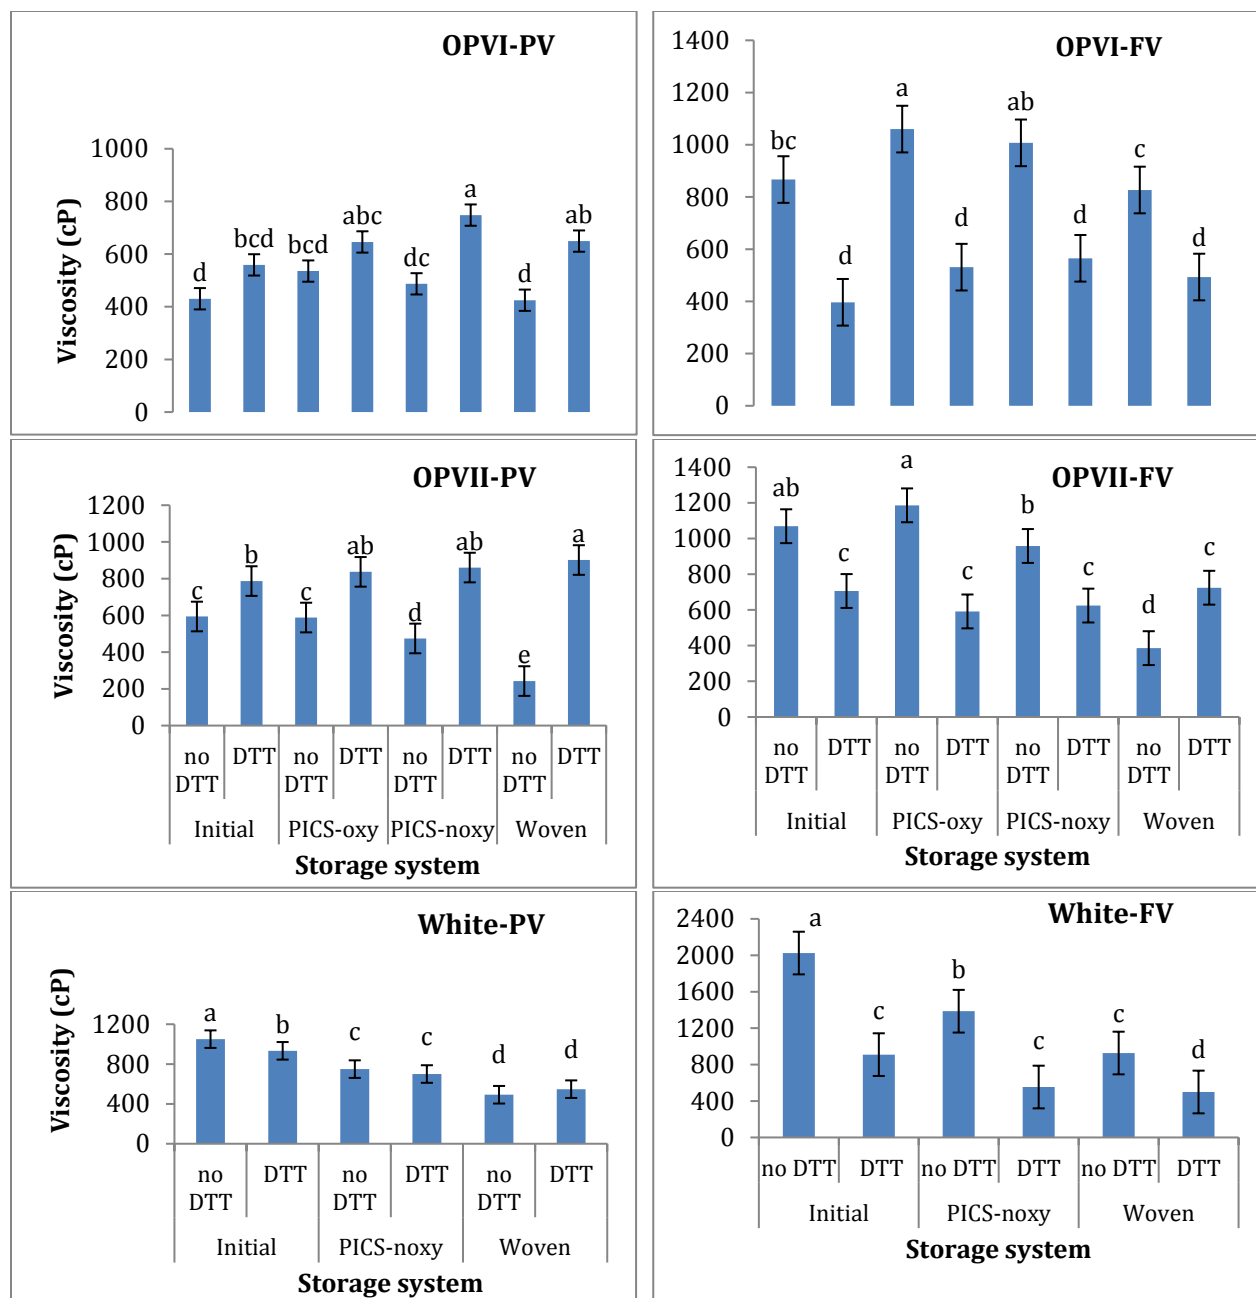 OPVI-PV
Viscosity (cP)
1000
800
600
400
200
0
d
bcd
bcd
abc
dc
a
d
ab
OPVI-FV
1400
1200
1000
800
600
400
200
0
bc
d
a
d
ab
d
c
d
OPVII-PV
Viscosity (cP)
1200
1000
800
600
400
200
0
c
b
c
ab
d
ab
e
a
no DTT no DTT no DTT no DTT
DTT DTT DTT DTT
Initial PICS-oxy PICS-noxy Woven
Storage system
OPVII-FV
1400
1200
1000
800
600
400
200
0
ab
c
a
c
b
c
d
c
no DTT no DTT no DTT no DTT
DTT DTT DTT DTT
Initial PICS-oxy PICS-noxy Woven
Storage system
White-PV
Viscosity (cP)
1200
800
400
0
a
b
c
c
d
d
no DTT no DTT no DTT
DTT DTT DTT
Initial PICS-noxy Woven
Storage system
White-FV
2400
2000
1600
1200
800
400
0
a
c
b
c
c
d
no DTT DTT no DTT DTT no DTT DTT
Initial PICS-noxy Woven
Storage system